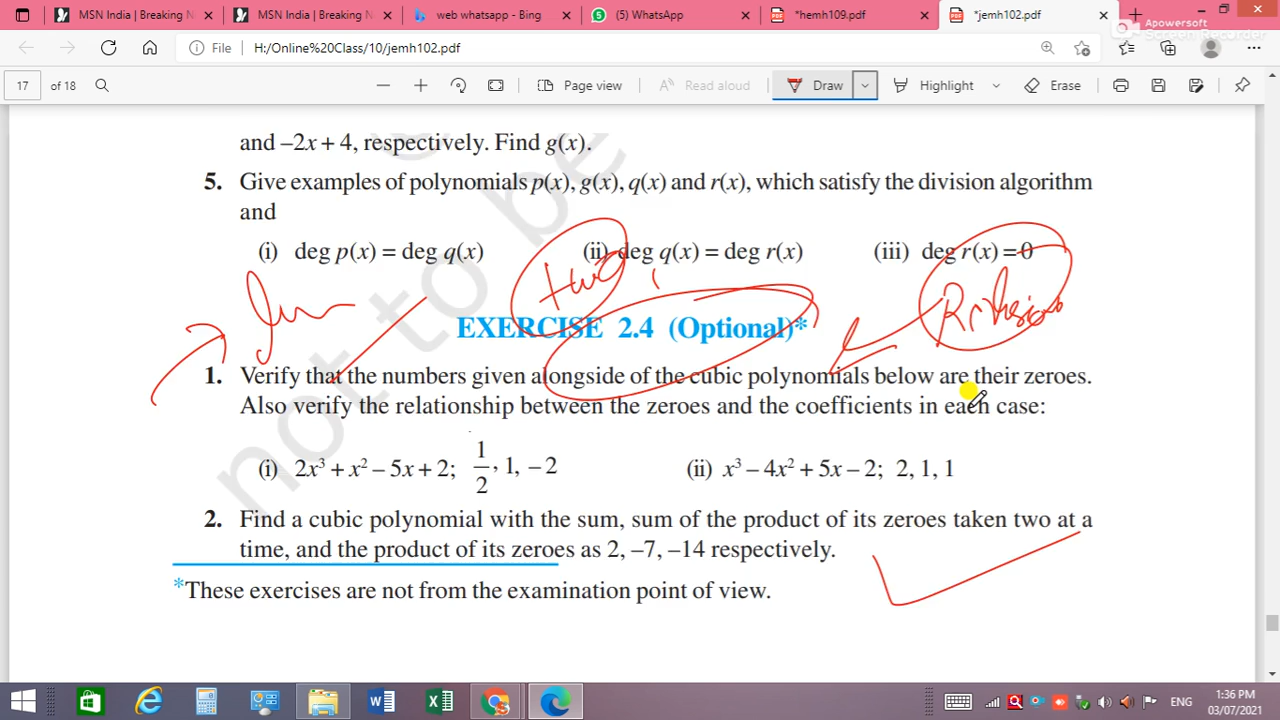 MSN India | Breaking N
MSN India | Breaking N
web whatsapp - Bing
(5) WhatsApp
*hemh109.pdf
*jemh102.pdf
Apowersoft
Screen Recorder
File H:/Online%20Class/10/jemh102.pdf
17 of 18 Page view Read aloud Draw Highlight Erase
and –2x + 4, respectively. Find g(x).
5. Give examples of polynomials p(x), g(x), q(x) and r(x), which satisfy the division algorithm
and
(i) deg p(x) = deg q(x) (ii) deg q(x) = deg r(x) (iii) deg r(x) = 0
two
EXERCISE 2.4 (Optional)*
1. Verify that the numbers given alongside of the cubic polynomials below are their zeroes.
Also verify the relationship between the zeroes and the coefficients in each case:
(i) 2x³ + x² – 5x + 2; 1/2, 1, – 2 (ii) x³ – 4x² + 5x – 2; 2, 1, 1
2. Find a cubic polynomial with the sum, sum of the product of its zeroes taken two at a
time, and the product of its zeroes as 2, –7, –14 respectively.
*These exercises are not from the examination point of view.
not to be
ENG
1:36 PM
03/07/2021